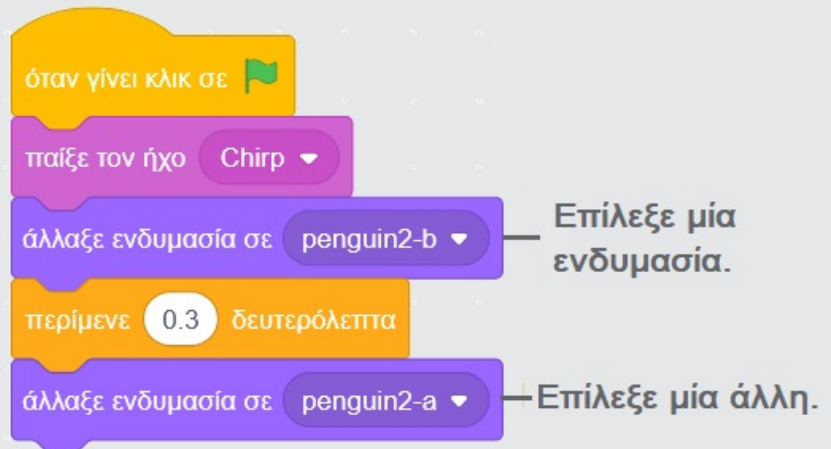 όταν γίνει κλικ σε
παίξε τον ήχο Chirp
άλλαξε ενδυμασία σε penguin2-b
Επίλεξε μία
ενδυμασία.
περίμενε 0.3 δευτερόλεπτα
άλλαξε ενδυμασία σε penguin2-a
Επίλεξε μία άλλη.